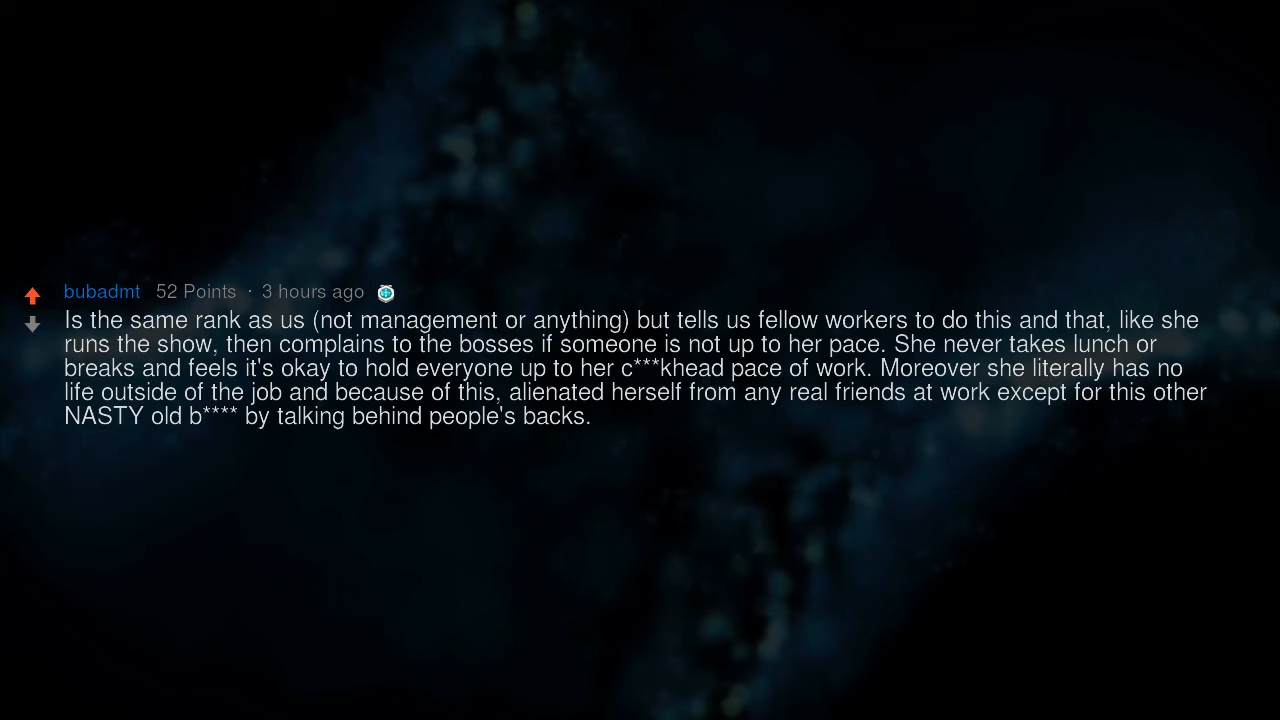 bubadmt 52 Points · 3 hours ago
Is the same rank as us (not management or anything) but tells us fellow workers to do this and that, like she
runs the show, then complains to the bosses if someone is not up to her pace. She never takes lunch or
breaks and feels it's okay to hold everyone up to her c***khead pace of work. Moreover she literally has no
life outside of the job and because of this, alienated herself from any real friends at work except for this other
NASTY old b**** by talking behind people's backs.